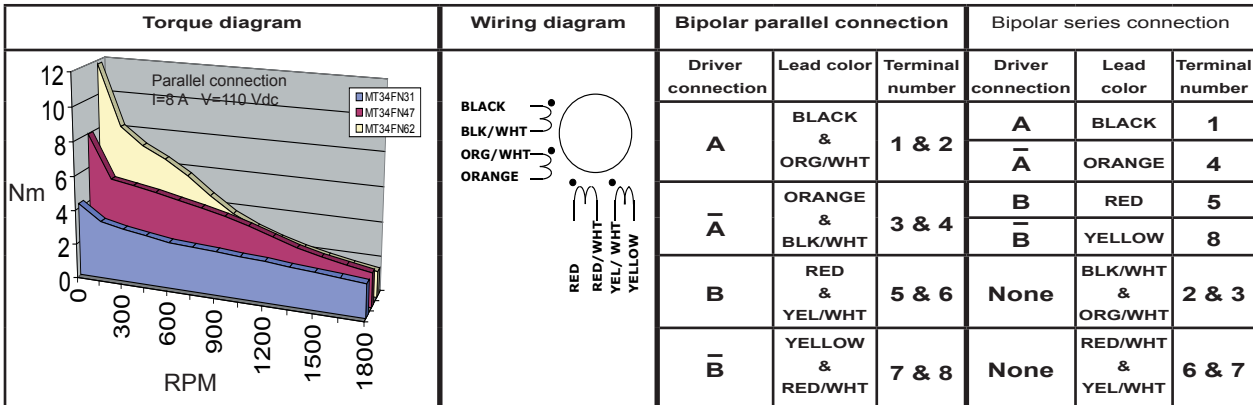 Torque diagram
Wiring diagram
Bipolar parallel connection
Bipolar series connection
12
10
8
6
4
2
0
Nm
Parallel connection
I=8 A V=110 Vdc
MT34FN31
MT34FN47
MT34FN62
0
300
600
900
1200
1500
1800
RPM
BLACK
BLK/WHT
ORG/WHT
ORANGE
RED
RED/WHT
YEL/ WHT
YELLOW
Driver
connection
Lead color
Terminal
number
A
BLACK
&
ORG/WHT
1 & 2
A̅
ORANGE
&
BLK/WHT
3 & 4
B
RED
&
YEL/WHT
5 & 6
B̅
YELLOW
&
RED/WHT
7 & 8
Driver
connection
Lead
color
Terminal
number
A
BLACK
1
A̅
ORANGE
4
B
RED
5
B̅
YELLOW
8
None
BLK/WHT
&
ORG/WHT
2 & 3
None
RED/WHT
&
YEL/WHT
6 & 7